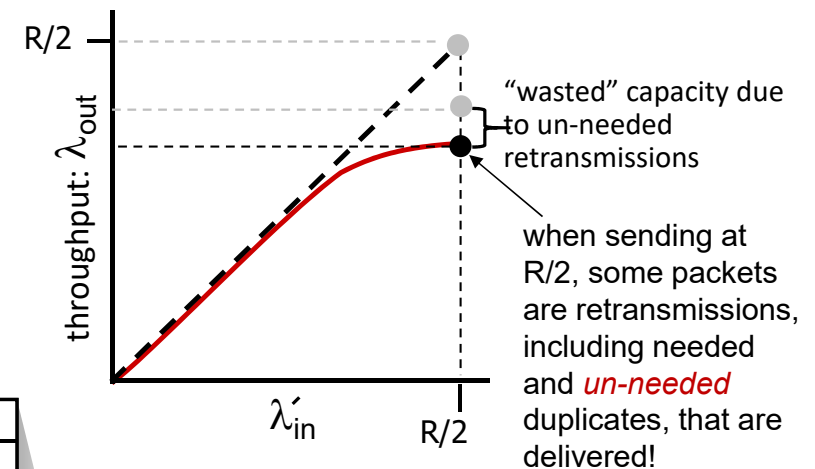 R/2
throughput: λout
“wasted” capacity due
to un-needed
retransmissions
when sending at
R/2, some packets
are retransmissions,
including needed
and un-needed
duplicates, that are
delivered!
λ′in
R/2